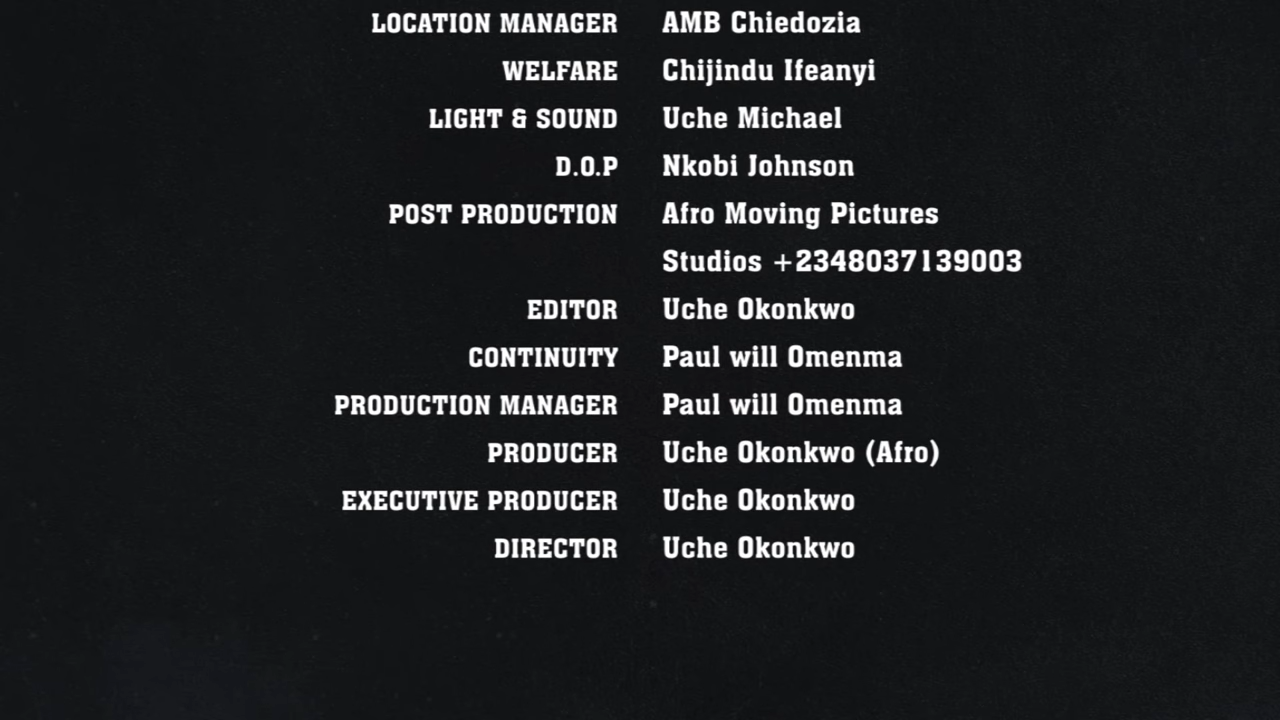 LOCATION MANAGER AMB Chiedozia
WELFARE Chijindu Ifeanyi
LIGHT & SOUND Uche Michael
D.O.P Nkobi Johnson
POST PRODUCTION Afro Moving Pictures
Studios +2348037139003
EDITOR Uche Okonkwo
CONTINUITY Paul will Omenma
PRODUCTION MANAGER Paul will Omenma
PRODUCER Uche Okonkwo (Afro)
EXECUTIVE PRODUCER Uche Okonkwo
DIRECTOR Uche Okonkwo